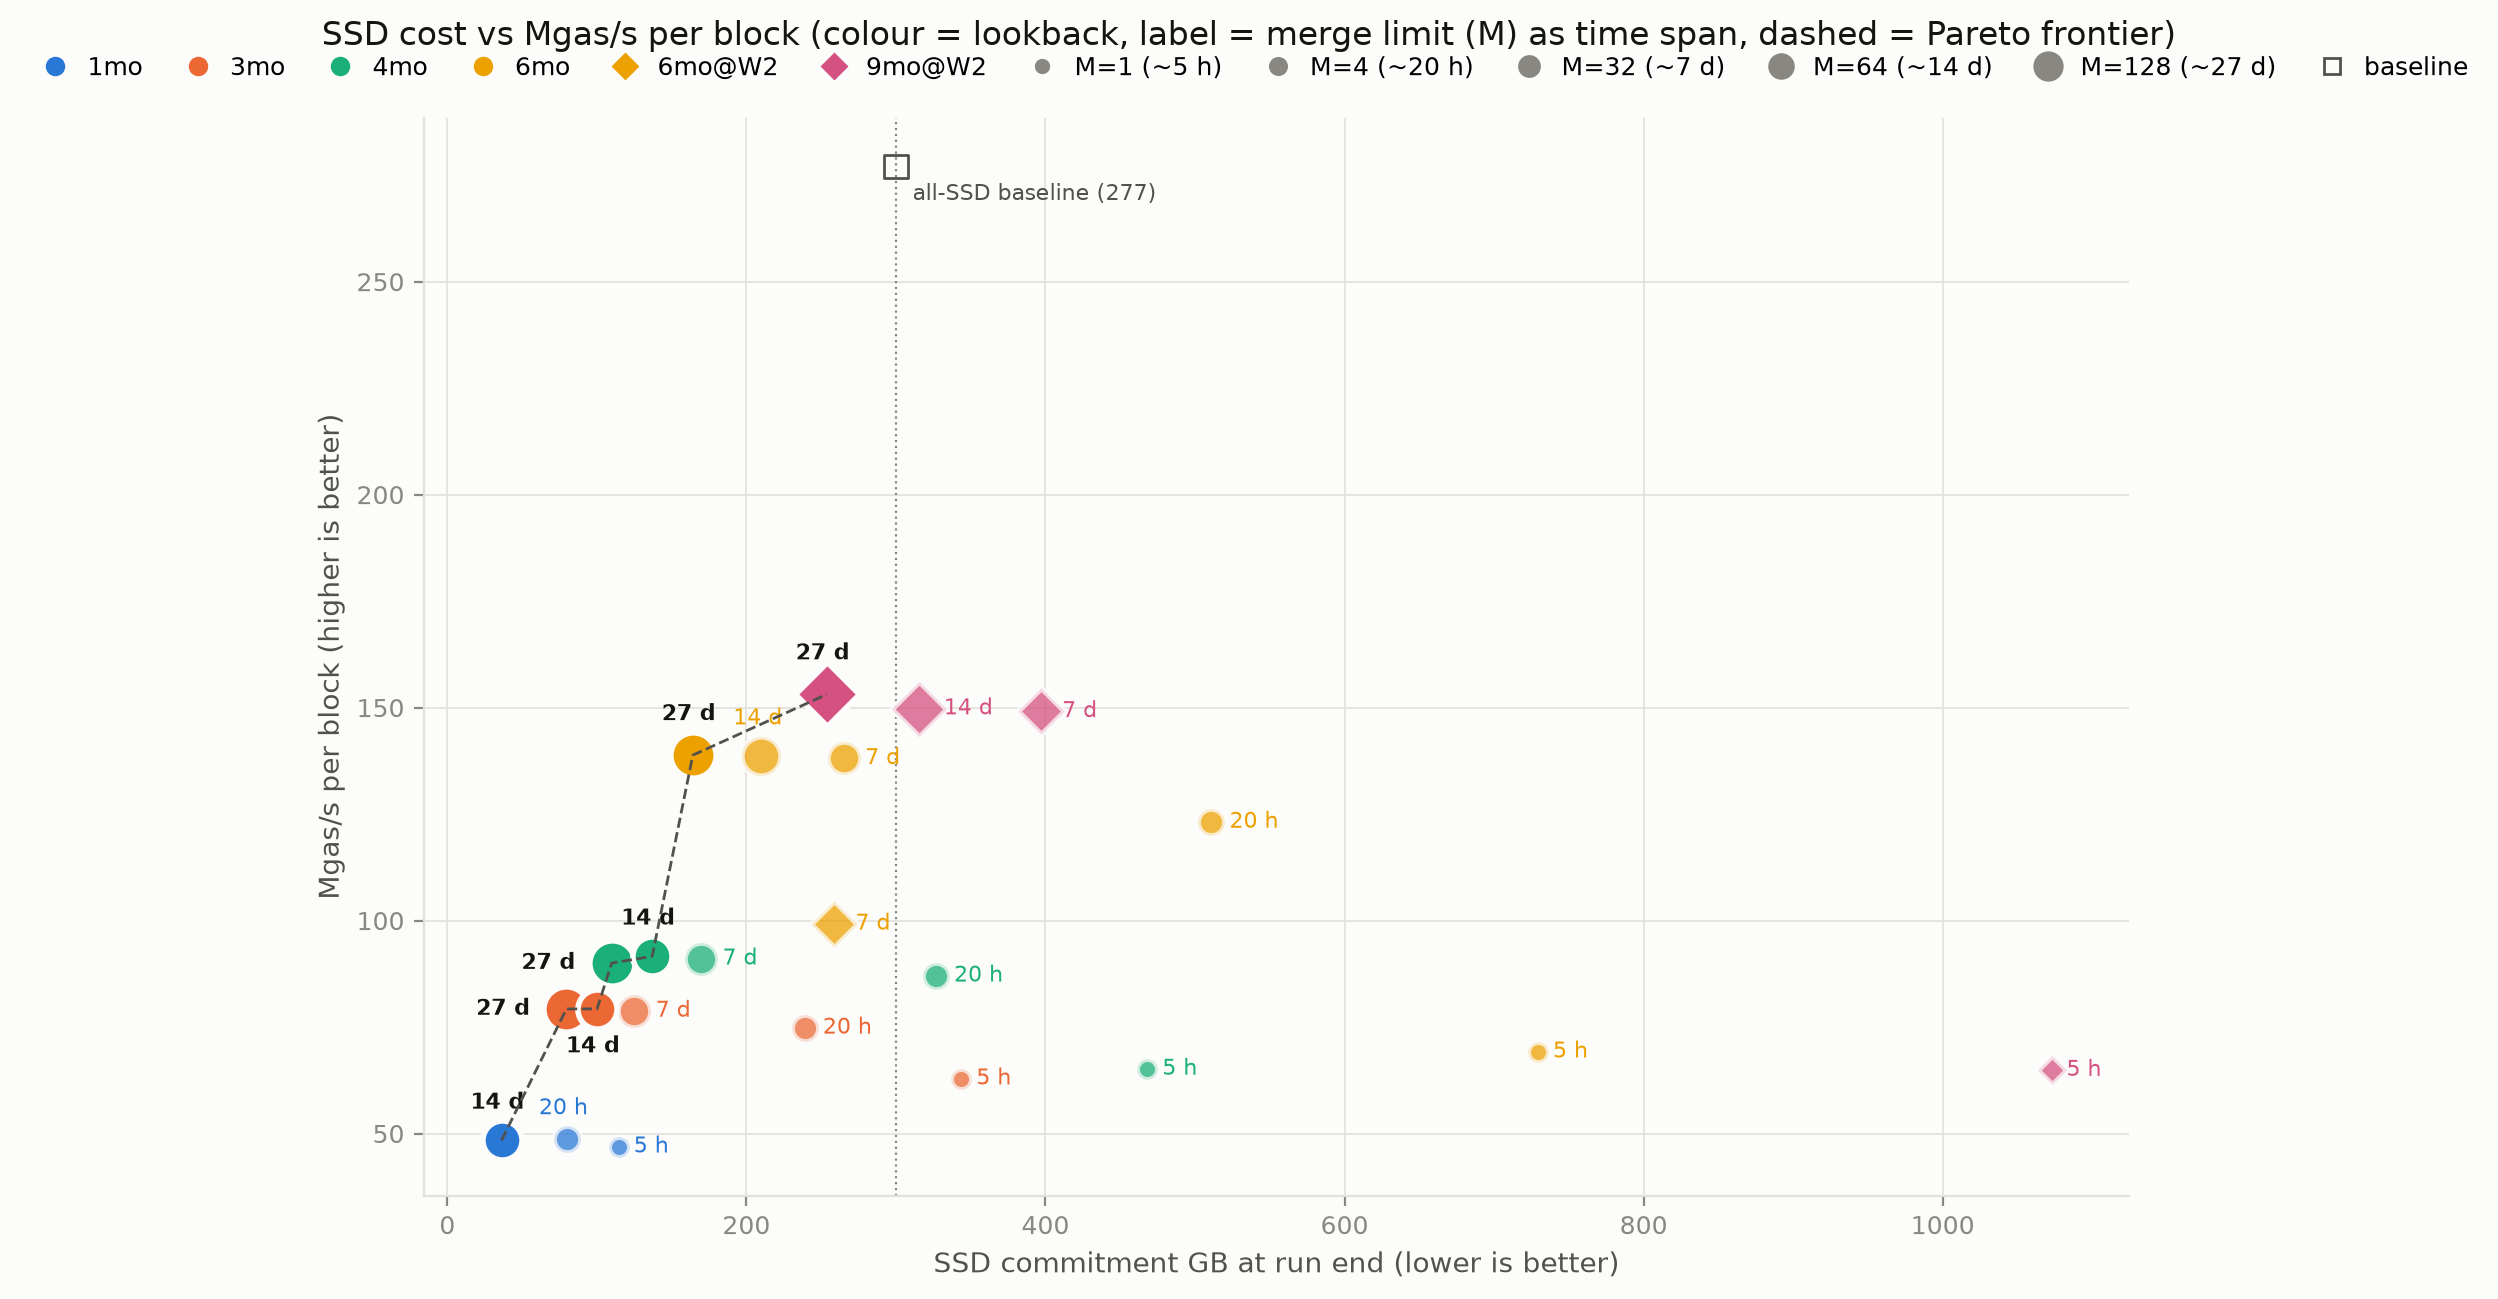 SSD cost vs Mgas/s per block (colour = lookback, label = merge limit (M) as time span, dashed = Pareto frontier)
1mo 3mo 4mo 6mo 6mo@W2 9mo@W2 M=1 (~5 h) M=4 (~20 h) M=32 (~7 d) M=64 (~14 d) M=128 (~27 d) baseline
all-SSD baseline (277)
250
200
150
100
50
Mgas/s per block (higher is better)
27 d
27 d
14 d
14 d
7 d
7 d
20 h
14 d
7 d
27 d
7 d
20 h
27 d
7 d
14 d
20 h
5 h
5 h
5 h
5 h
14 d
20 h
5 h
0
200
400
600
800
1000
SSD commitment GB at run end (lower is better)